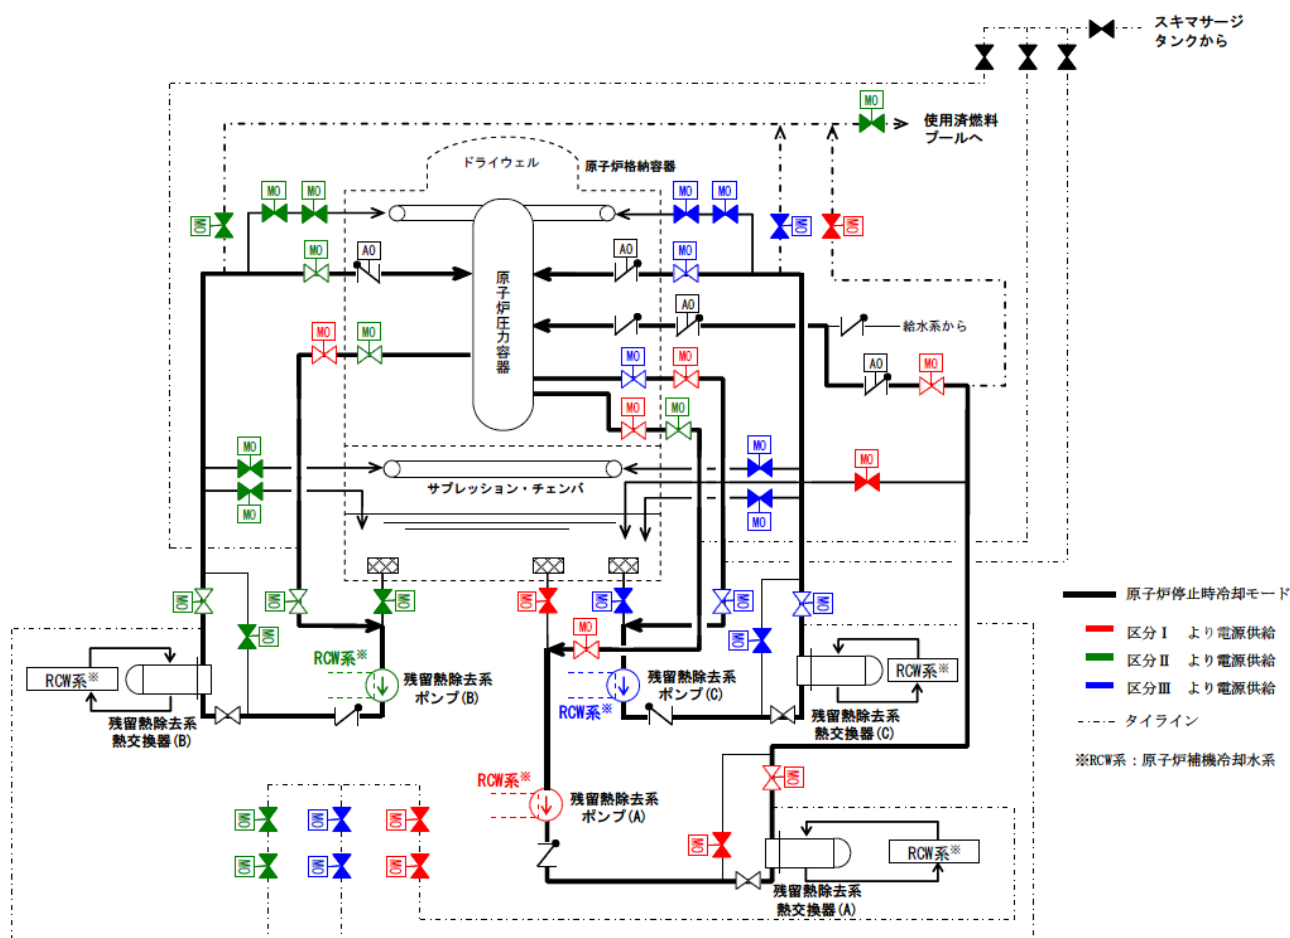 スキマサージ
タンクから
MO
使用済燃料
プールへ
ドライウェル
原子炉格納容器
MO
MO
MO
MO
MO
MO
MO
MO
AO
AO
MO
原子炉圧力容器
AO
給水系から
MO
MO
MO
MO
AO
MO
MO
MO
MO
MO
MO
MO
サプレッション・チェンバ
MO
MO
MO
MO
MO
MO
MO
MO
MO
MO
MO
MO
RCW系※
RCW系※
残留熱除去系
ポンプ(B)
残留熱除去系
ポンプ(C)
RCW系※
RCW系※
残留熱除去系
熱交換器(B)
残留熱除去系
熱交換器(C)
原子炉停止時冷却モード
区分Ⅰ より電源供給
区分Ⅱ より電源供給
区分Ⅲ より電源供給
タイライン
※RCW系：原子炉補機冷却水系
RCW系※
残留熱除去系
ポンプ(A)
MO
MO
MO
MO
MO
MO
MO
MO
RCW系※
残留熱除去系
熱交換器(A)